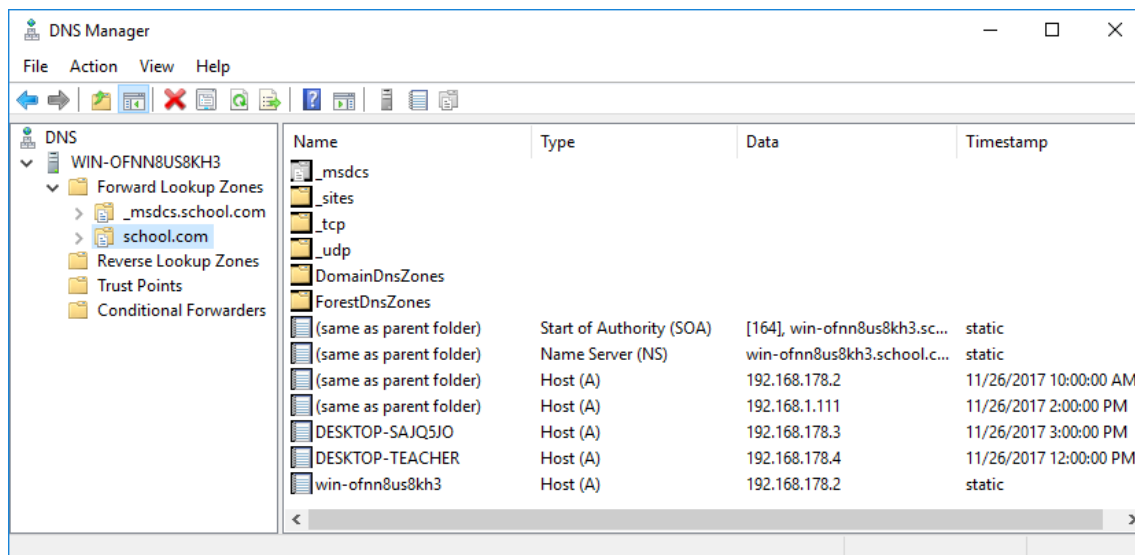 DNS Manager
File Action View Help
DNS
WIN-OFNN8US8KH3
Forward Lookup Zones
_msdcs.school.com
school.com
Reverse Lookup Zones
Trust Points
Conditional Forwarders
Name Type Data Timestamp
_msdcs
_sites
_tcp
_udp
DomainDnsZones
ForestDnsZones
(same as parent folder) Start of Authority (SOA) [164], win-ofnn8us8kh3.sc... static
(same as parent folder) Name Server (NS) win-ofnn8us8kh3.school.c... static
(same as parent folder) Host (A) 192.168.178.2 11/26/2017 10:00:00 AM
(same as parent folder) Host (A) 192.168.1.111 11/26/2017 2:00:00 PM
DESKTOP-SAJQ5JO Host (A) 192.168.178.3 11/26/2017 3:00:00 PM
DESKTOP-TEACHER Host (A) 192.168.178.4 11/26/2017 12:00:00 PM
win-ofnn8us8kh3 Host (A) 192.168.178.2 static